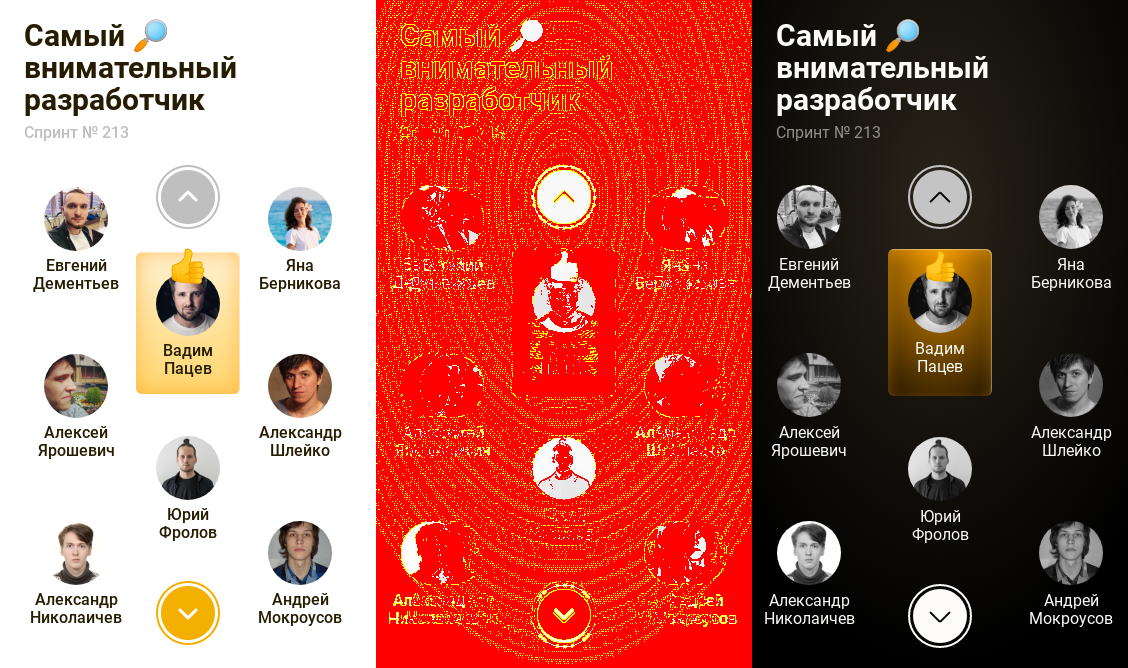 Самый 🔎
внимательный
разработчик
Спринт № 213
Евгений
Дементьев
Яна
Берникова
Вадим
Пацев
Алексей
Ярошевич
Александр
Шлейко
Юрий
Фролов
Александр
Николаичев
Андрей
Мокроусов
Самый
внимательный
разработчик
Самый 🔎
внимательный
разработчик
Спринт № 213
Евгений
Дементьев
Яна
Берникова
Вадим
Пацев
Алексей
Ярошевич
Александр
Шлейко
Юрий
Фролов
Александр
Николаичев
Андрей
Мокроусов